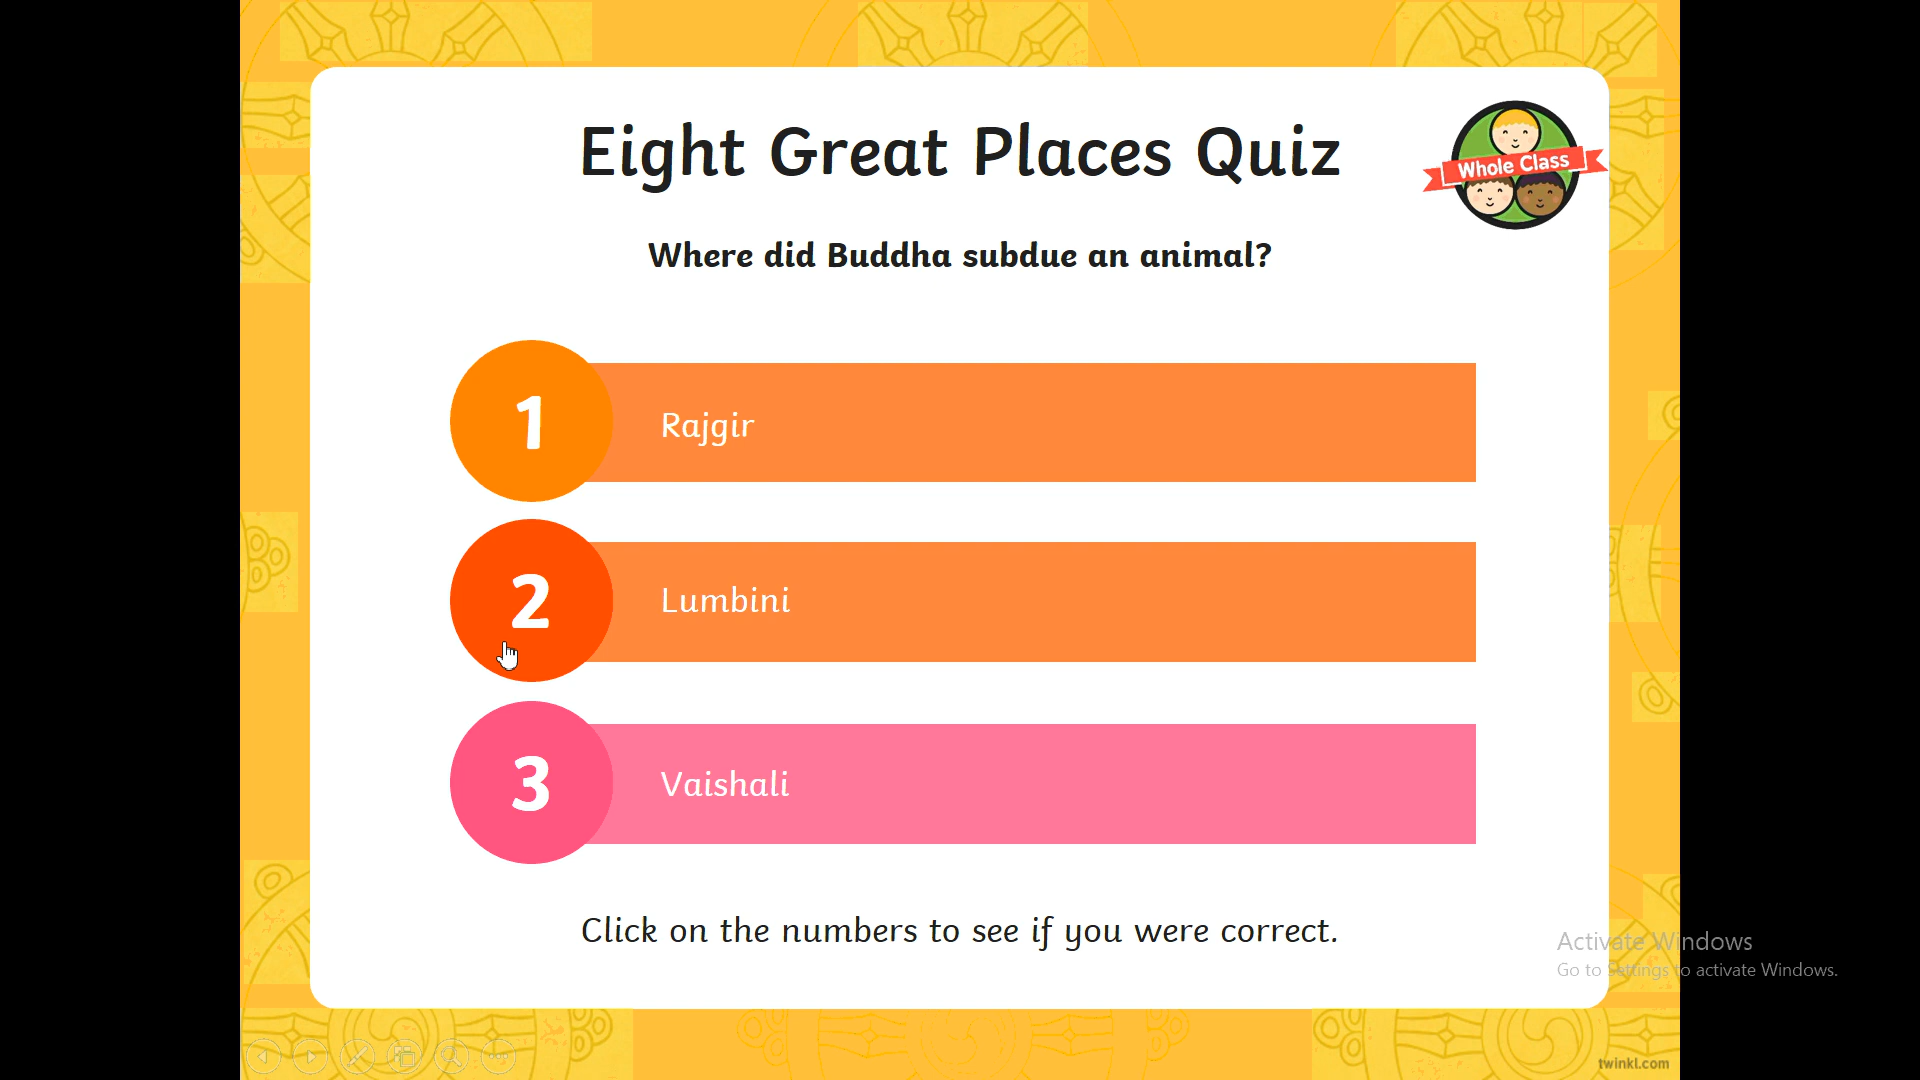 Eight Great Places Quiz
Whole Class
Where did Buddha subdue an animal?
1
Rajgir
2
Lumbini
3
Vaishali
Click on the numbers to see if you were correct.
Activate Windows
Go to Settings to activate Windows.
twinkl.com